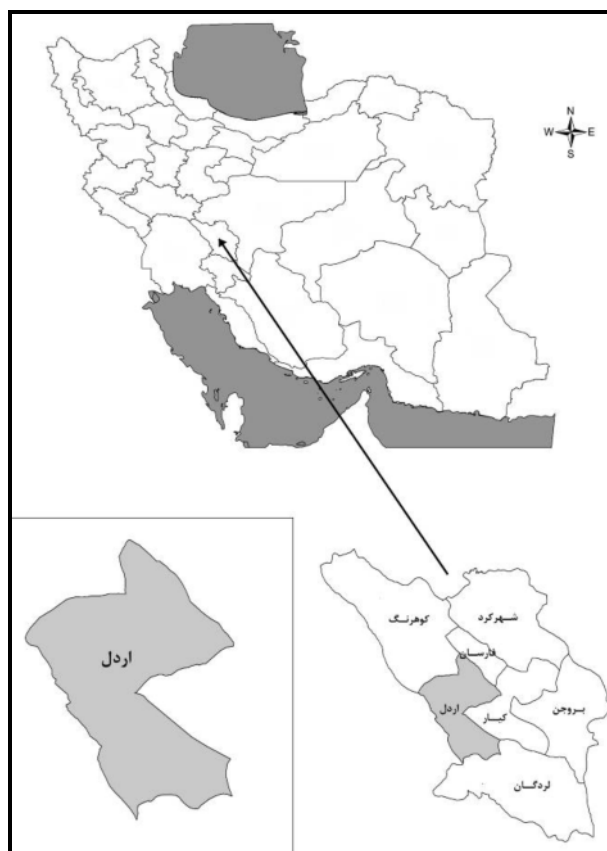 N
W E
S
کوهرنگ
شهرکرد
فارسان
اردل
اردل
کیار
بروجن
لردگان